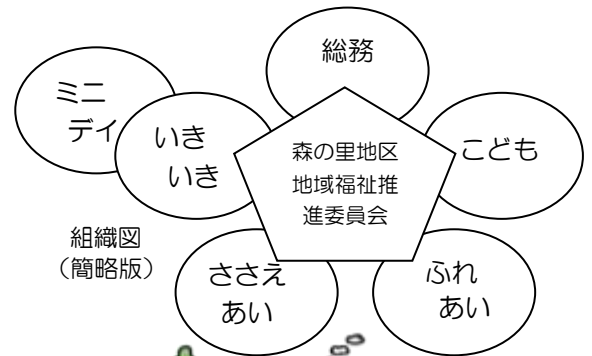 総務
ミニ
デイ
いき
いき
森の里地区
地域福祉推
進委員会
こども
組織図
（簡略版）
ささえ
あい
ふれ
あい